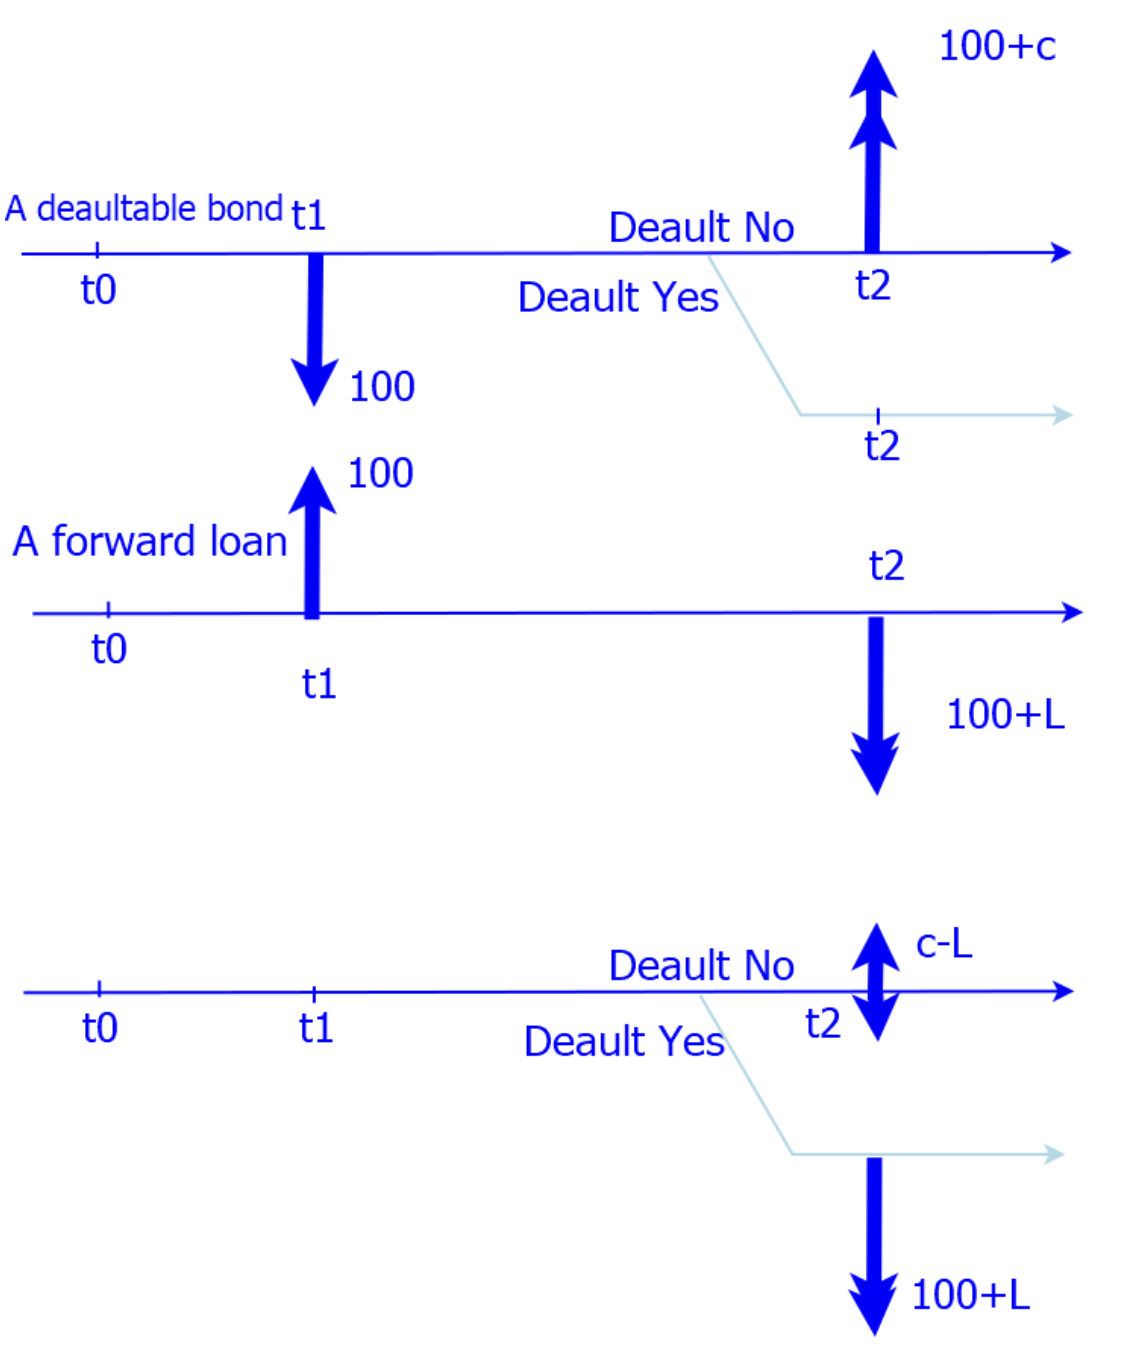 100+c
A deaultable bond t1
Deault No
t0
Deault Yes
t2
100
t2
100
A forward loan
t2
t0
t1
100+L
c-L
Deault No
t0
t1
t2
Deault Yes
100+L